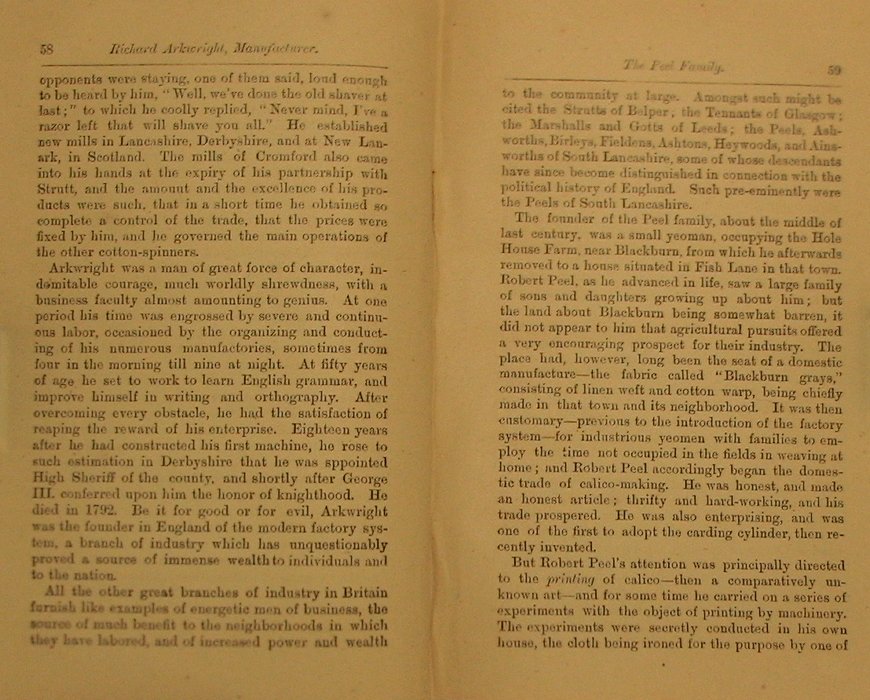 58 Richard Arkwright, Manufacturer.
opponents were staying, one of them said, loud enough
to be heard by him, "Well, we've done the old shaver at
last;" to which he coolly replied, "Never mind, I've a
razor left that will shave you all." He established
new mills in Lancashire, Derbyshire, and at New Lan-
ark, in Scotland. The mills of Cromford also came
into his hands at the expiry of his partnership with
Strutt, and the amount and the excellence of his pro-
ducts were such, that in a short time he obtained so
complete a control of the trade, that the prices were
fixed by him, and he governed the main operations of
the other cotton-spinners.
Arkwright was a man of great force of character, in-
domitable courage, much worldly shrewdness, with a
business faculty almost amounting to genius. At one
period his time was engrossed by severe and continu-
ous labor, occasioned by the organizing and conduct-
ing of his numerous manufactories, sometimes from
four in the morning till nine at night. At fifty years
of age he set to work to learn English grammar, and
improve himself in writing and orthography. After
overcoming every obstacle, he had the satisfaction of
reaping the reward of his enterprise. Eighteen years
after he had constructed his first machine, he rose to
such estimation in Derbyshire that he was sppointed
High Sheriff of the county, and shortly after George
III. conferred upon him the honor of knighthood. He
died in 1792. Be it for good or for evil, Arkwright
was the founder in England of the modern factory sys-
tem, a branch of industry which has unquestionably
proved a source of immense wealth to individuals and
to the nation.
All the other great branches of industry in Britain
furnish like examples of energetic men of business, the
source of much benefit to the neighborhoods in which
they have labored, and of increased power and wealth
The Peel Family. 59
to the community at large. Amongst such might be
cited the Strutts of Belper, the Tennants of Glasgow;
the Marshalls and Gotts of Leeds; the Peels, Ash-
worths, Birleys, Fieldens, Ashtons, Heywoods, and Ains-
worths of South Lancashire, some of whose descendants
have since become distinguished in connection with the
political history of England. Such pre-eminently were
the Peels of South Lancashire.
The founder of the Peel family, about the middle of
last century, was a small yeoman, occupying the Hole
House Farm, near Blackburn, from which he afterwards
removed to a house situated in Fish Lane in that town.
Robert Peel, as he advanced in life, saw a large family
of sons and daughters growing up about him; but
the land about Blackburn being somewhat barren, it
did not appear to him that agricultural pursuits offered
a very encouraging prospect for their industry. The
place had, however, long been the seat of a domestic
manufacture—the fabric called "Blackburn grays,"
consisting of linen weft and cotton warp, being chiefly
made in that town and its neighborhood. It was then
customary—previous to the introduction of the factory
system—for industrious yeomen with families to em-
ploy the time not occupied in the fields in weaving at
home; and Robert Peel accordingly began the domes-
tic trade of calico-making. He was honest, and made
an honest article; thrifty and hard-working, and his
trade prospered. He was also enterprising, and was
one of the first to adopt the carding cylinder, then re-
cently invented.
But Robert Peel's attention was principally directed
to the printing of calico—then a comparatively un-
known art—and for some time he carried on a series of
experiments with the object of printing by machinery.
The experiments were secretly conducted in his own
house, the cloth being ironed for the purpose by one of